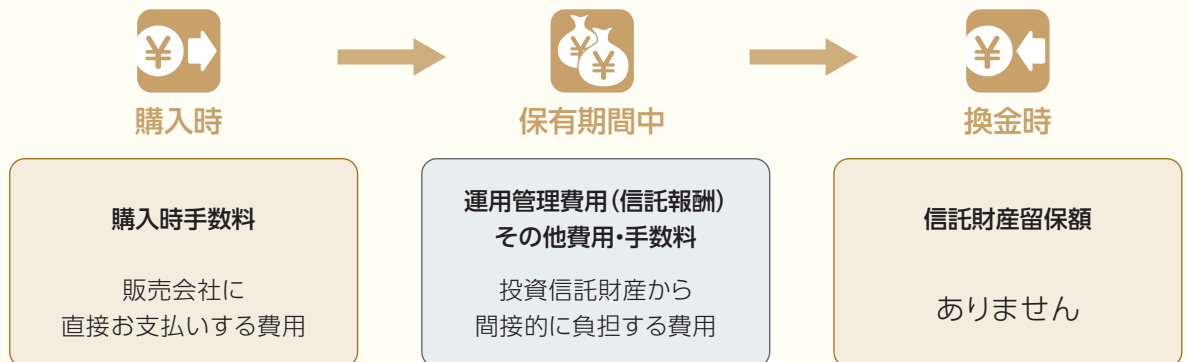 ¥
¥
¥
¥
購入時
保有期間中
換金時
購入時手数料
販売会社に
直接お支払いする費用
運用管理費用(信託報酬)
その他費用・手数料
投資信託財産から
間接的に負担する費用
信託財産留保額
ありません